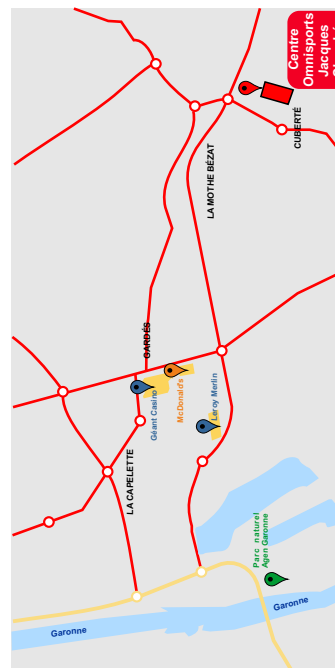 Centre
Omnisports
Jacques
CUBERTÉ
LA MOTHE BÉZAT
GARDÈS
Géant Casino
McDonald's
Leroy Merlin
LA CAPELETTE
Parc naturel
Agen Garonne
Garonne
Garonne